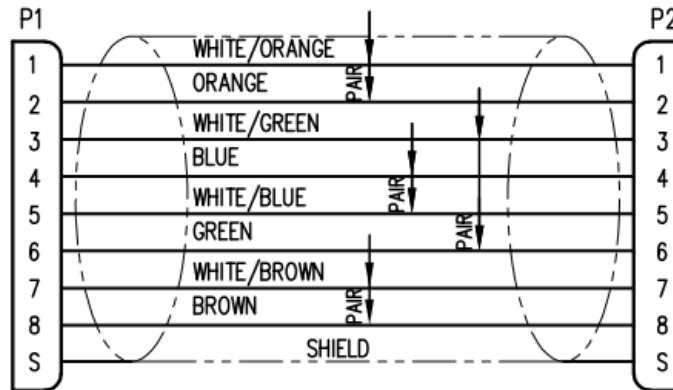 P1 P2
WHITE/ORANGE
1 1
ORANGE PAIR
2 2
WHITE/GREEN
3 3
BLUE
4 4
WHITE/BLUE PAIR
5 5
GREEN PAIR
6 6
WHITE/BROWN
7 7
BROWN PAIR
8 8
SHIELD
S S